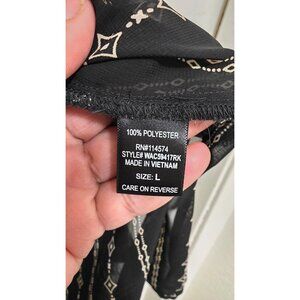 100% POLYESTER
RN#114574
STYLE# WAC59417RK
MADE IN VIETNAM
SIZE: L
CARE ON REVERSE